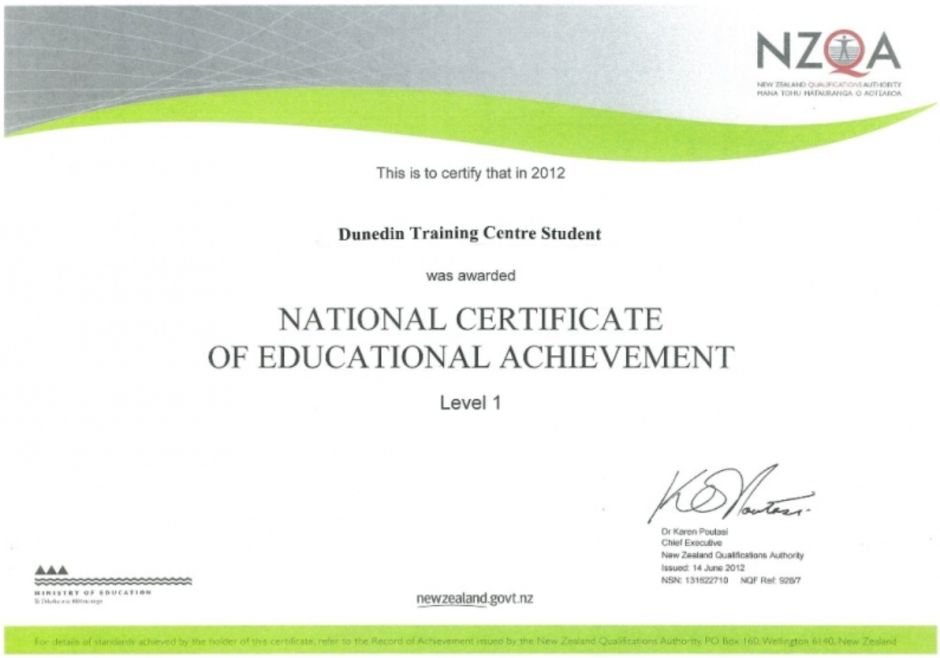 NZQA
NEW ZEALAND QUALIFICATIONS AUTHORITY
MANA TOHU MATAURANGA O AOTEAROA
This is to certify that in 2012
Dunedin Training Centre Student
was awarded
NATIONAL CERTIFICATE
OF EDUCATIONAL ACHIEVEMENT
Level 1
Dr Karen Poutasi
Chief Executive
New Zealand Qualifications Authority
Issued: 14 June 2012
NSN: 131622710 NQF Ref: 928/7
MINISTRY OF EDUCATION
newzealand.govt.nz
For details of standards achieved by the holder of this certificate, refer to the Record of Achievement issued by the New Zealand Qualifications Authority PO Box 160, Wellington 6140, New Zealand